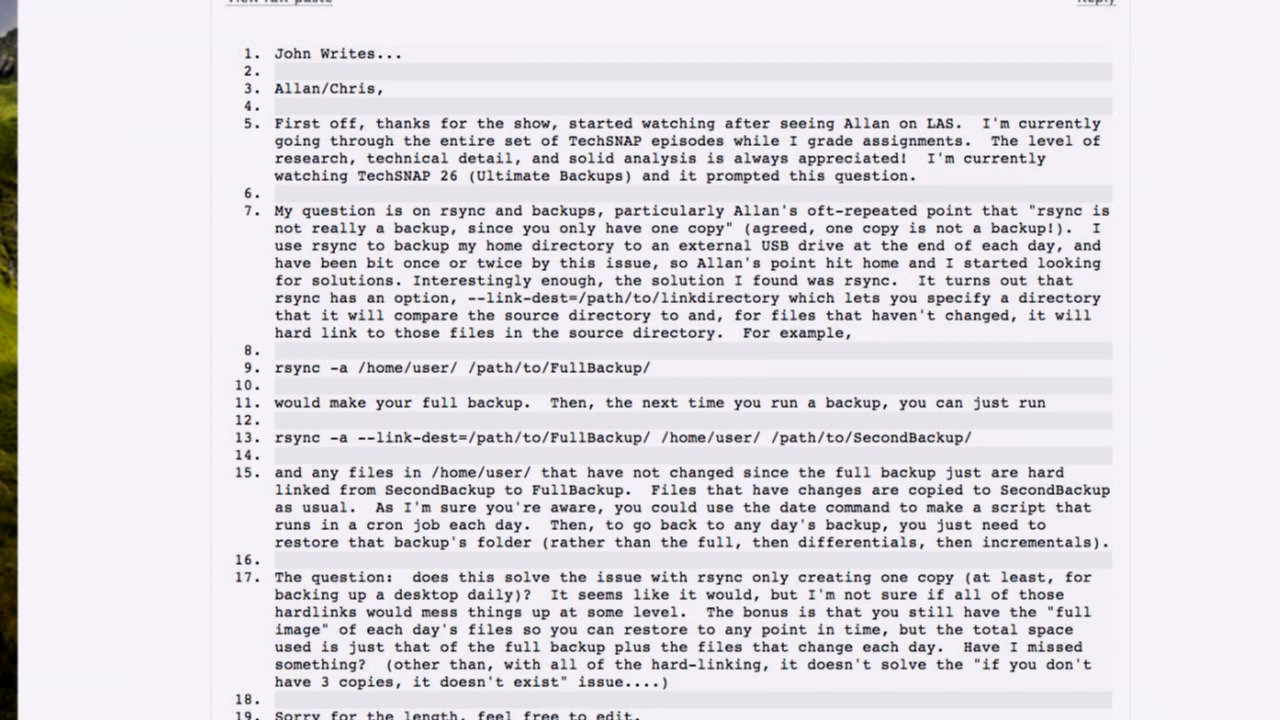 View raw paste Reply
1. John Writes...
2.
3. Allan/Chris,
4.
5. First off, thanks for the show, started watching after seeing Allan on LAS.  I'm currently
going through the entire set of TechSNAP episodes while I grade assignments.  The level of
research, technical detail, and solid analysis is always appreciated!  I'm currently
watching TechSNAP 26 (Ultimate Backups) and it prompted this question.
6.
7. My question is on rsync and backups, particularly Allan's oft-repeated point that "rsync is
not really a backup, since you only have one copy" (agreed, one copy is not a backup!).  I
use rsync to backup my home directory to an external USB drive at the end of each day, and
have been bit once or twice by this issue, so Allan's point hit home and I started looking
for solutions. Interestingly enough, the solution I found was rsync.  It turns out that
rsync has an option, --link-dest=/path/to/linkdirectory which lets you specify a directory
that it will compare the source directory to and, for files that haven't changed, it will
hard link to those files in the source directory.  For example,
8.
9. rsync -a /home/user/ /path/to/FullBackup/
10.
11. would make your full backup.  Then, the next time you run a backup, you can just run
12.
13. rsync -a --link-dest=/path/to/FullBackup/ /home/user/ /path/to/SecondBackup/
14.
15. and any files in /home/user/ that have not changed since the full backup just are hard
linked from SecondBackup to FullBackup.  Files that have changes are copied to SecondBackup
as usual.  As I'm sure you're aware, you could use the date command to make a script that
runs in a cron job each day.  Then, to go back to any day's backup, you just need to
restore that backup's folder (rather than the full, then differentials, then incrementals).
16.
17. The question:  does this solve the issue with rsync only creating one copy (at least, for
backing up a desktop daily)?  It seems like it would, but I'm not sure if all of those
hardlinks would mess things up at some level.  The bonus is that you still have the "full
image" of each day's files so you can restore to any point in time, but the total space
used is just that of the full backup plus the files that change each day.  Have I missed
something?  (other than, with all of the hard-linking, it doesn't solve the "if you don't
have 3 copies, it doesn't exist" issue....)
18.
19. Sorry for the length, feel free to edit.